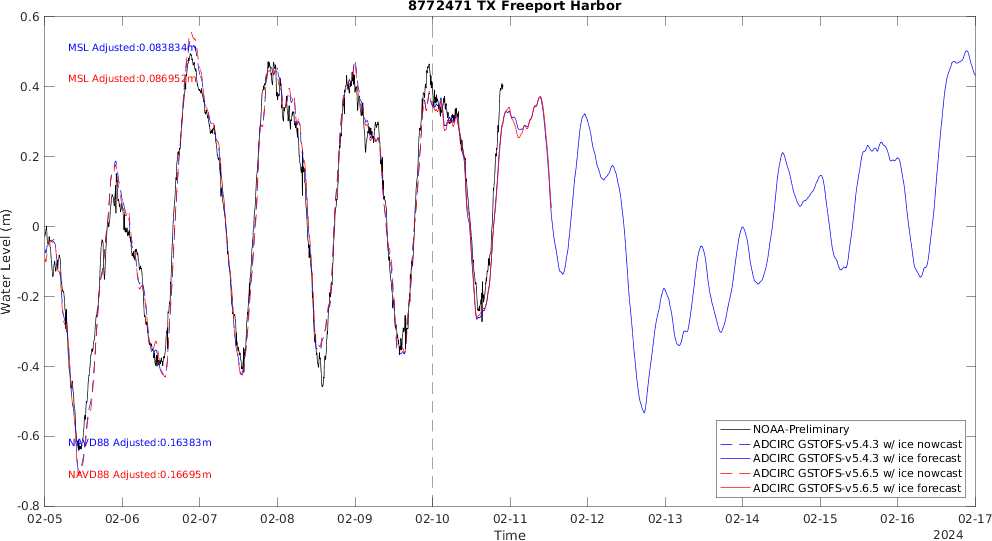 8772471 TX Freeport Harbor
0.6
0.4
0.2
0
-0.2
-0.4
-0.6
-0.8
Water Level (m)
MSL Adjusted:0.083834m
MSL Adjusted:0.086952m
NAVD88 Adjusted:0.16383m
NAVD88 Adjusted:0.16695m
NOAA-Preliminary
ADCIRC GSTOFS-v5.4.3 w/ ice nowcast
ADCIRC GSTOFS-v5.4.3 w/ ice forecast
ADCIRC GSTOFS-v5.6.5 w/ ice nowcast
ADCIRC GSTOFS-v5.6.5 w/ ice forecast
02-05 02-06 02-07 02-08 02-09 02-10 02-11 02-12 02-13 02-14 02-15 02-16 02-17
Time
2024